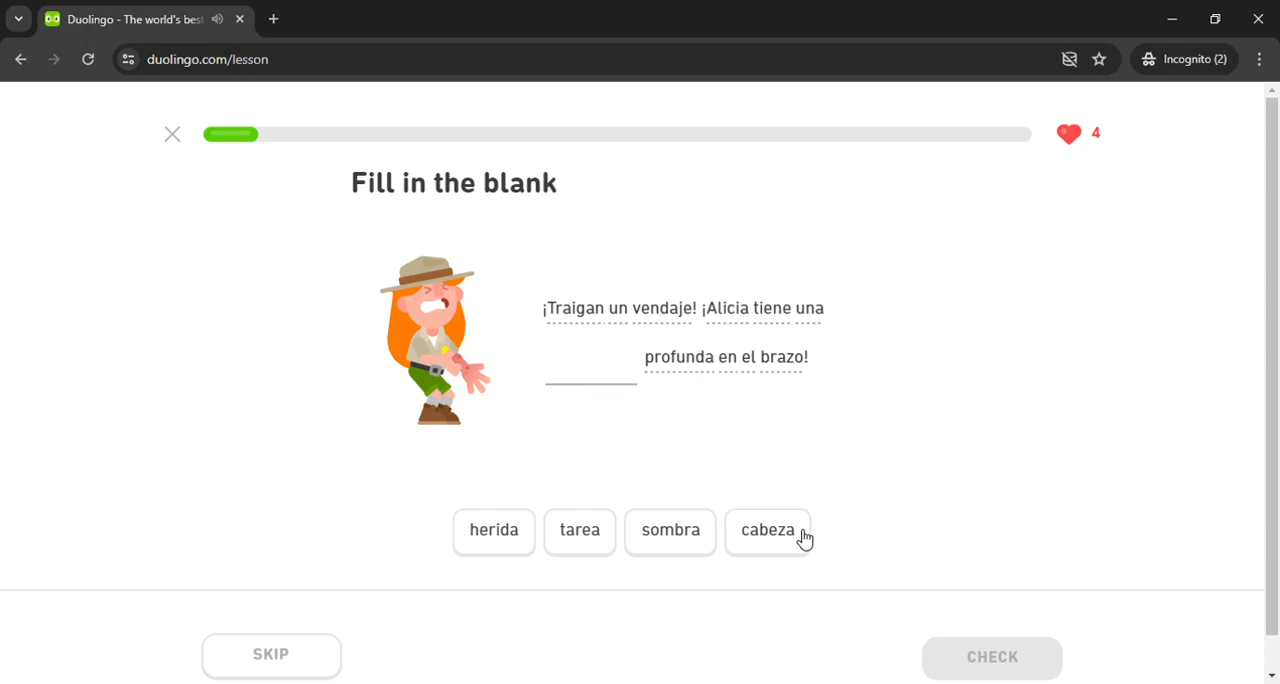 Duolingo - The world's bes
duolingo.com/lesson
Incognito (2)
4
Fill in the blank
¡Traigan un vendaje! ¡Alicia tiene una
profunda en el brazo!
herida
tarea
sombra
cabeza
SKIP
CHECK